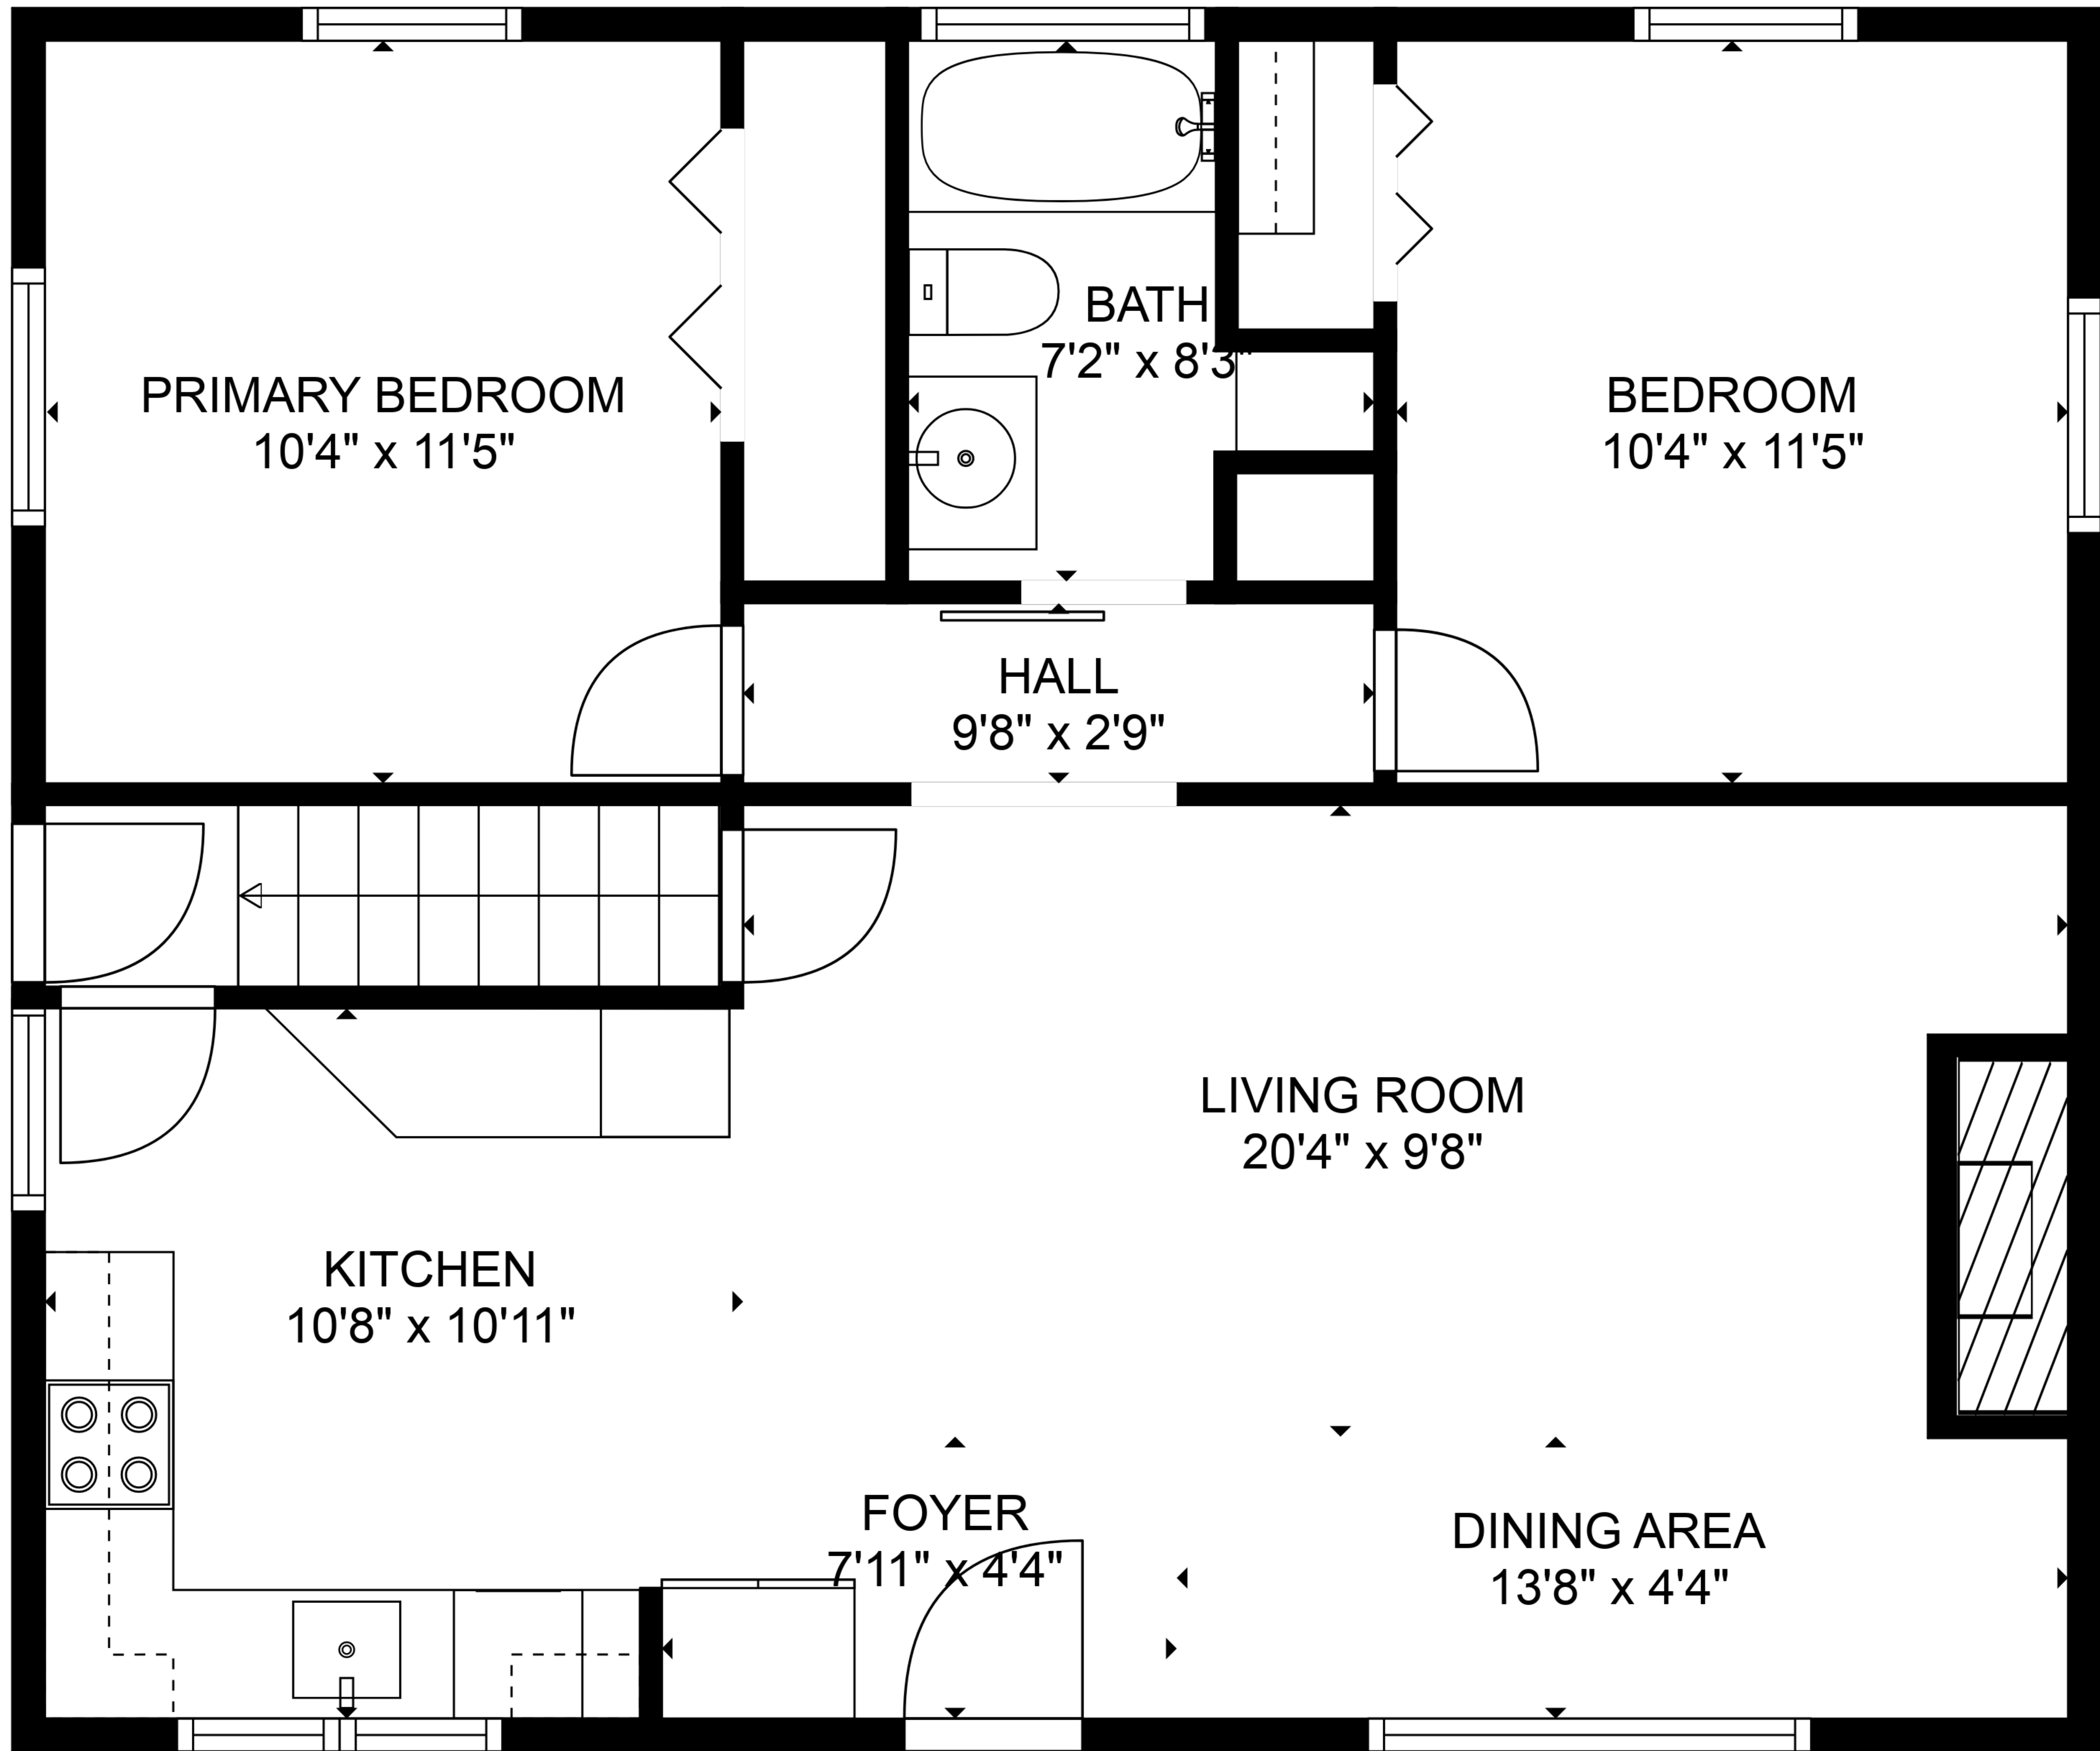 BATH
7'2" x 8'3"
PRIMARY BEDROOM
10'4" x 11'5"
BEDROOM
10'4" x 11'5"
HALL
9'8" x 2'9"
LIVING ROOM
20'4" x 9'8"
KITCHEN
10'8" x 10'11"
FOYER
7'11" x 4'4"
DINING AREA
13'8" x 4'4"